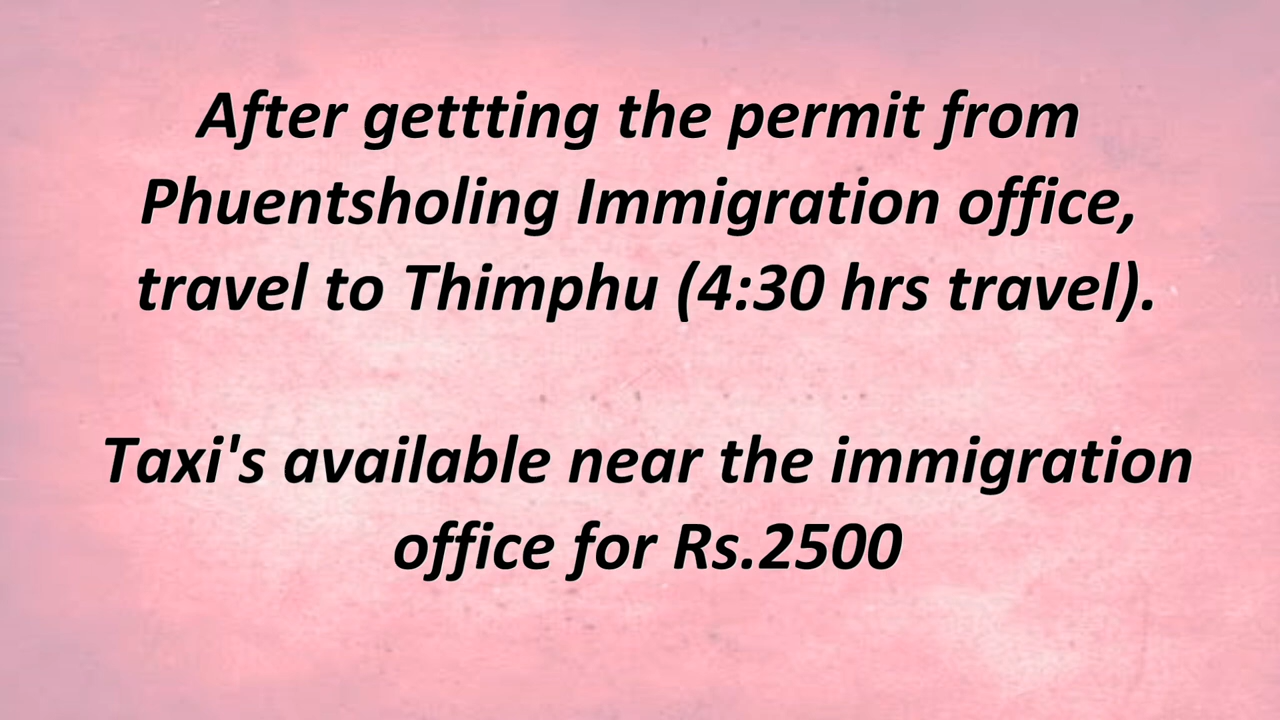 After gettting the permit from
Phuentsholing Immigration office,
travel to Thimphu (4:30 hrs travel).
Taxi's available near the immigration
office for Rs.2500